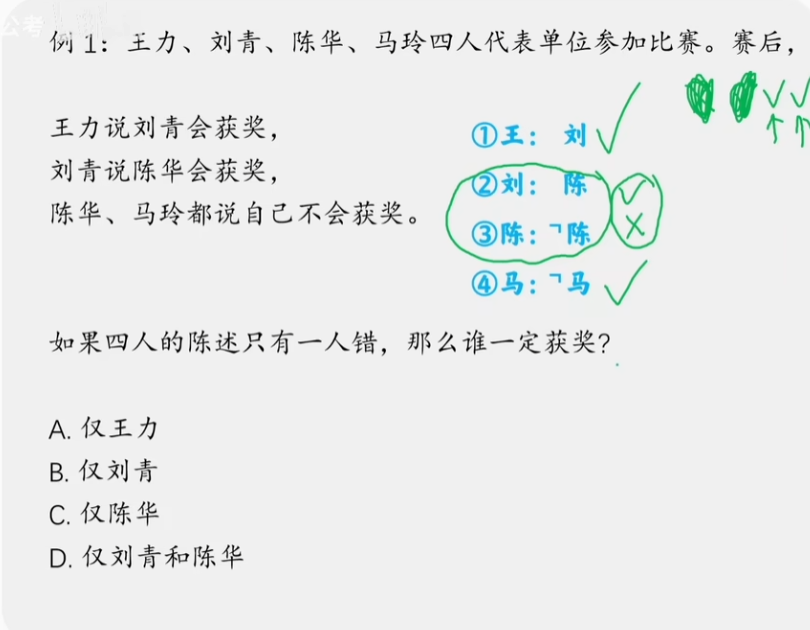 公考
例1：王力、刘青、陈华、马玲四人代表单位参加比赛。赛后，
王力说刘青会获奖，
刘青说陈华会获奖，
陈华、马玲都说自己不会获奖。
①王： 刘
②刘： 陈
③陈：¬陈
④马：¬马
如果四人的陈述只有一人错，那么谁一定获奖？
A. 仅王力
B. 仅刘青
C. 仅陈华
D. 仅刘青和陈华